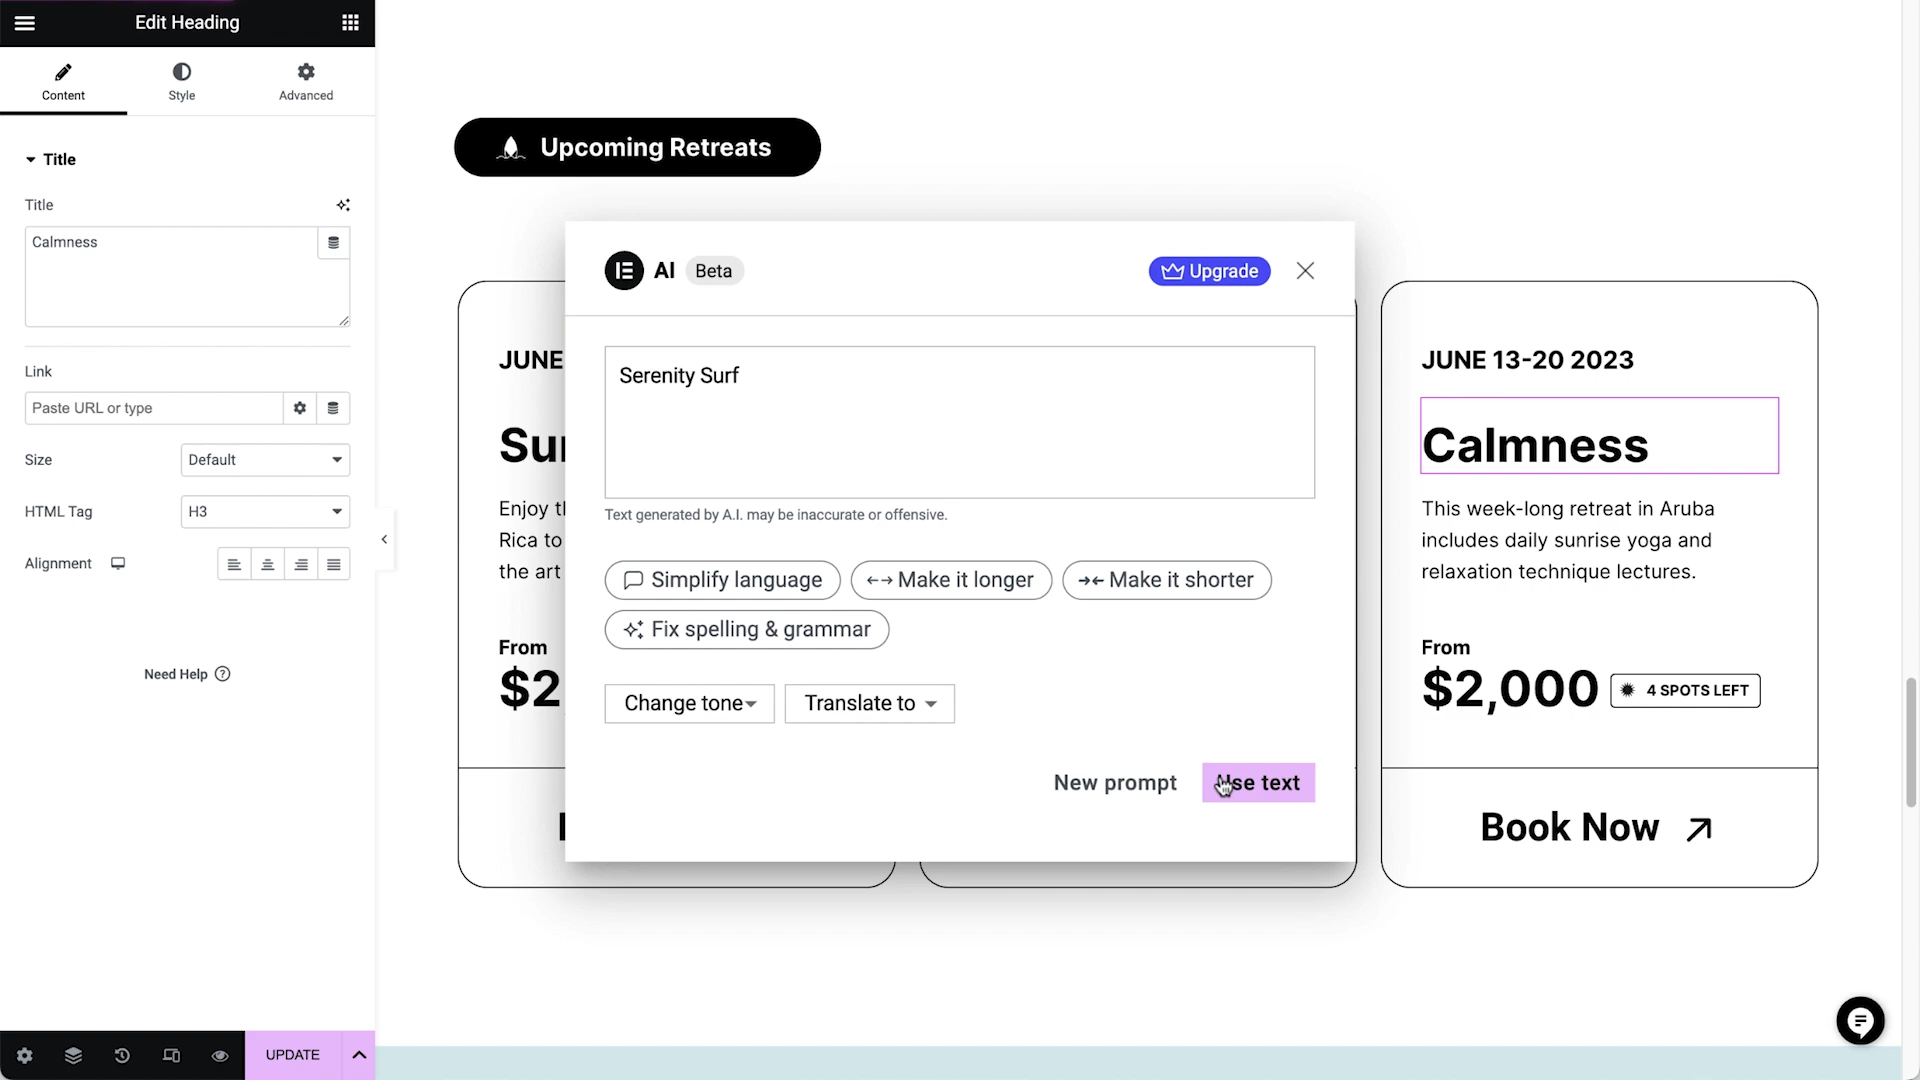 Edit Heading
Content
Style
Advanced
Title
Title
Calmness
Link
Paste URL or type
Size
Default
HTML Tag
H3
Alignment
Need Help
UPDATE
Upcoming Retreats
AI
Beta
Upgrade
Serenity Surf
Text generated by A.I. may be inaccurate or offensive.
Simplify language
Make it longer
Make it shorter
Fix spelling & grammar
Change tone
Translate to
New prompt
Use text
JUNE
Enjoy
Rica to
the art
From
$2
JUNE 13-20 2023
Calmness
This week-long retreat in Aruba
includes daily sunrise yoga and
relaxation technique lectures.
From
$2,000
4 SPOTS LEFT
Book Now